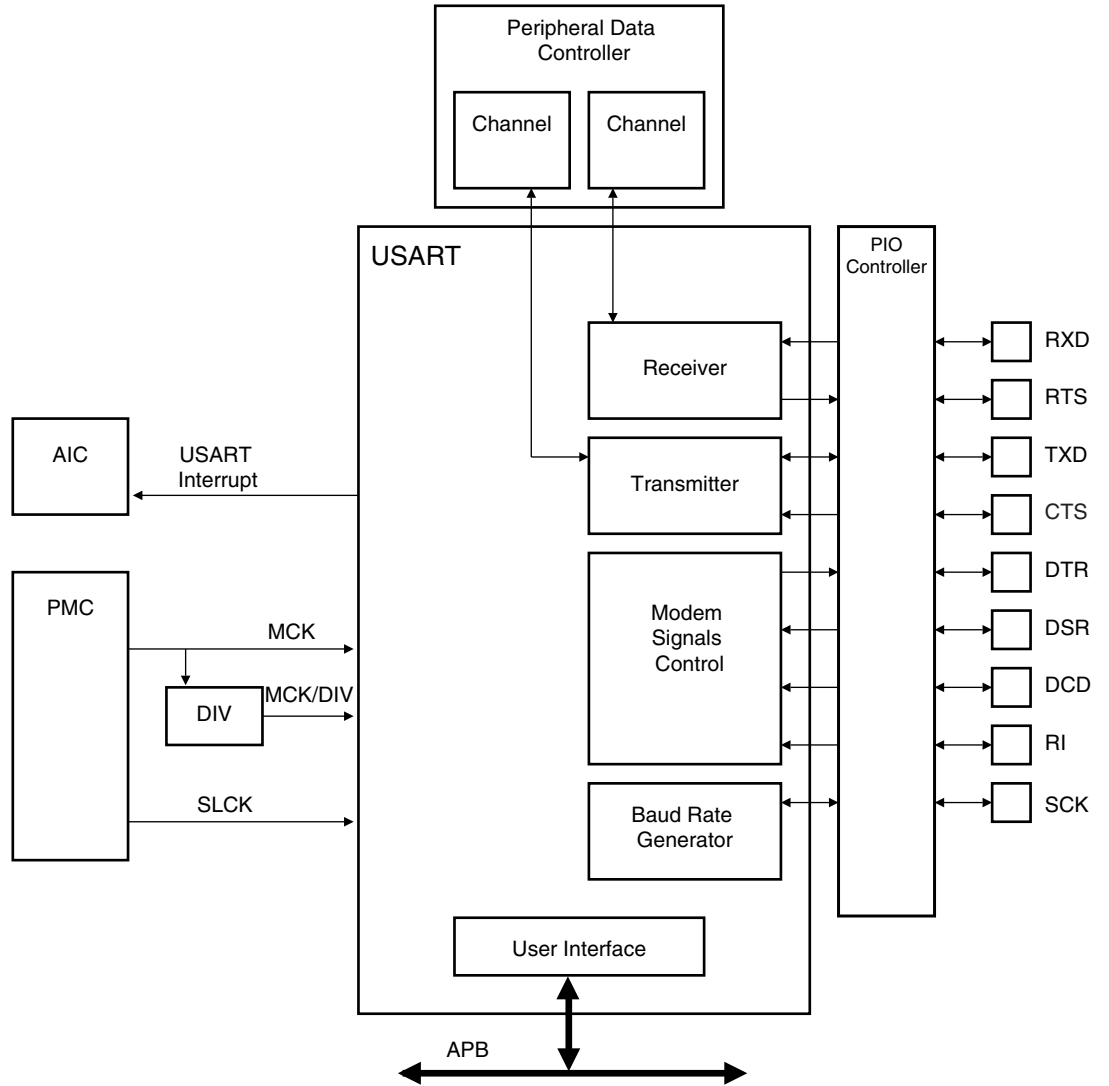 Peripheral Data
Controller
Channel
Channel
USART
PIO
Controller
Receiver
RXD
RTS
AIC
USART
Interrupt
Transmitter
TXD
CTS
PMC
MCK
DIV
MCK/DIV
SLCK
Modem
Signals
Control
DTR
DSR
DCD
RI
Baud Rate
Generator
SCK
User Interface
APB